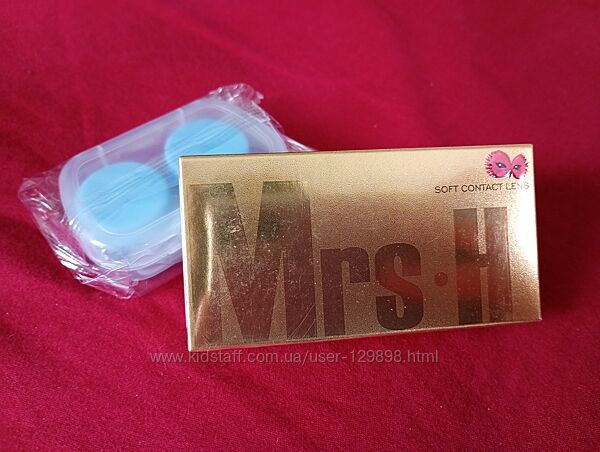 SOFT CONTACT LENS
Mrs·H
www.kidstaff.com.ua/user-129898.html